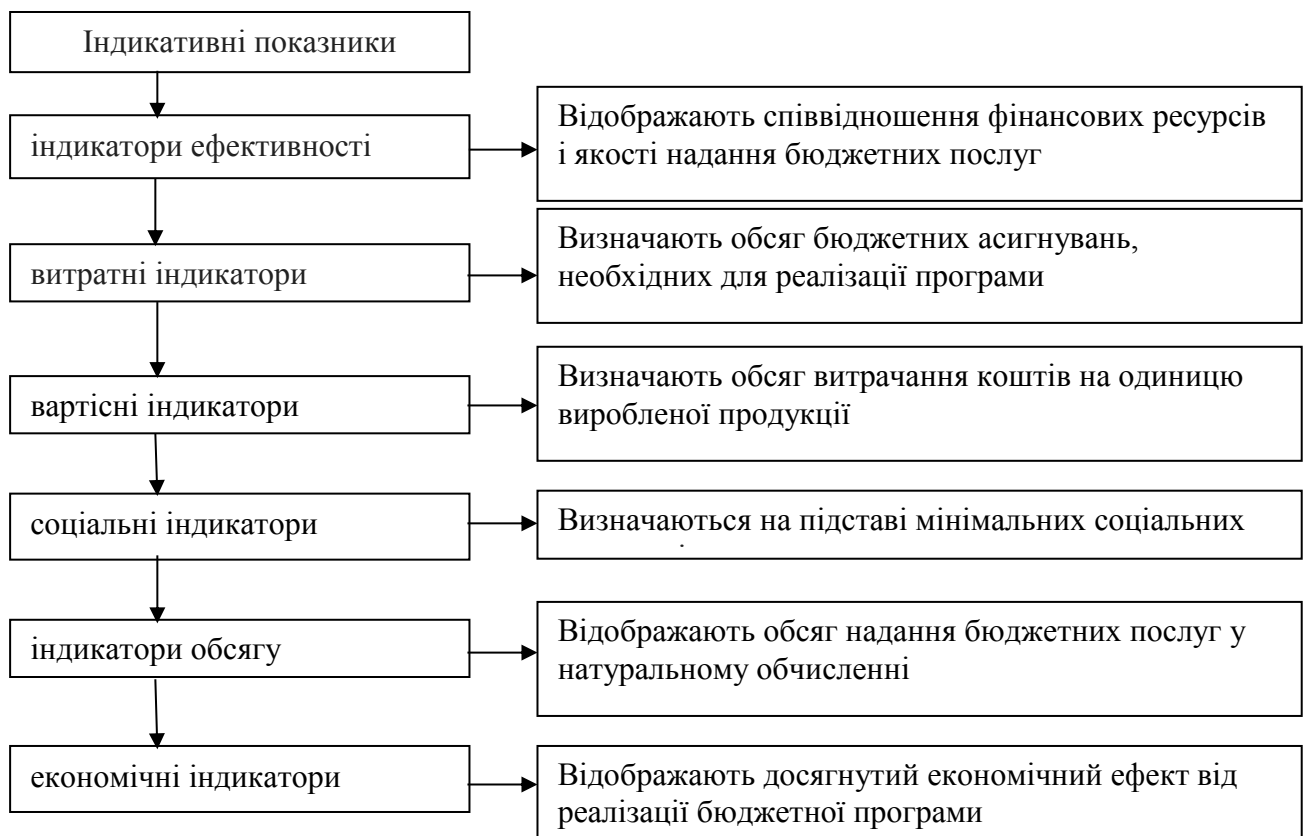 Індикативні показники
індикатори ефективності
Відображають співвідношення фінансових ресурсів
і якості надання бюджетних послуг
витратні індикатори
Визначають обсяг бюджетних асигнувань,
необхідних для реалізації програми
вартісні індикатори
Визначають обсяг витрачання коштів на одиницю
виробленої продукції
соціальні індикатори
Визначаються на підставі мінімальних соціальних
індикатори обсягу
Відображають обсяг надання бюджетних послуг у
натуральному обчисленні
економічні індикатори
Відображають досягнутий економічний ефект від
реалізації бюджетної програми